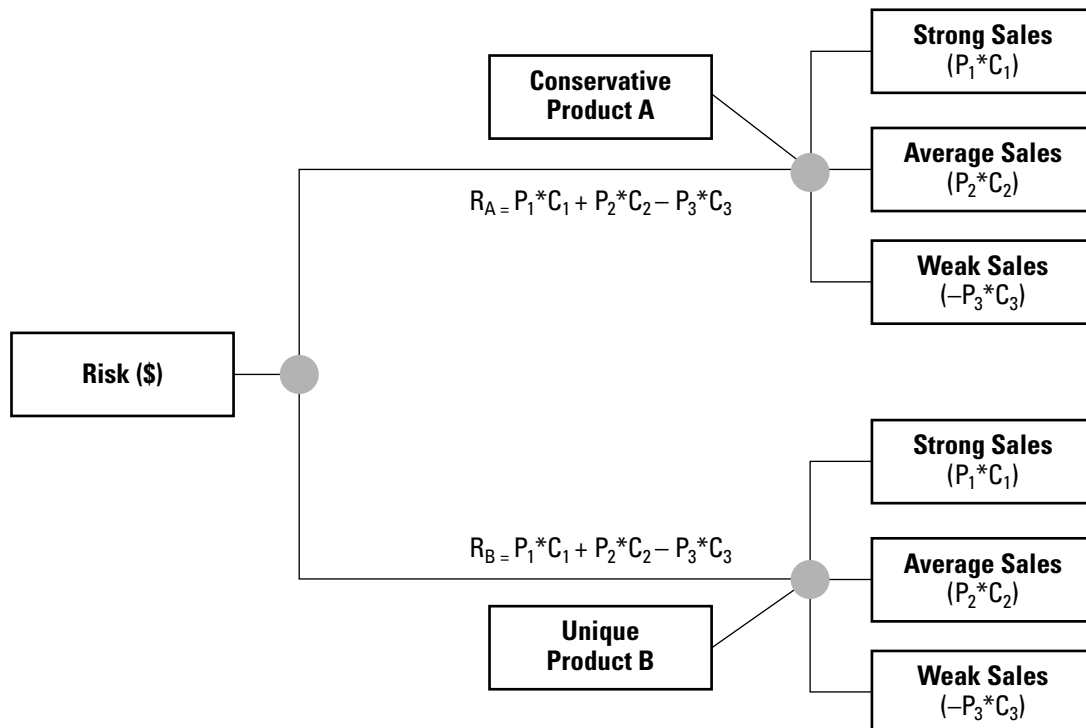 Strong Sales
(P₁*C₁)
Conservative
Product A
Average Sales
(P₂*C₂)
R_A = P₁*C₁ + P₂*C₂ – P₃*C₃
Weak Sales
(–P₃*C₃)
Risk ($)
Strong Sales
(P₁*C₁)
R_B = P₁*C₁ + P₂*C₂ – P₃*C₃
Average Sales
(P₂*C₂)
Unique
Product B
Weak Sales
(–P₃*C₃)